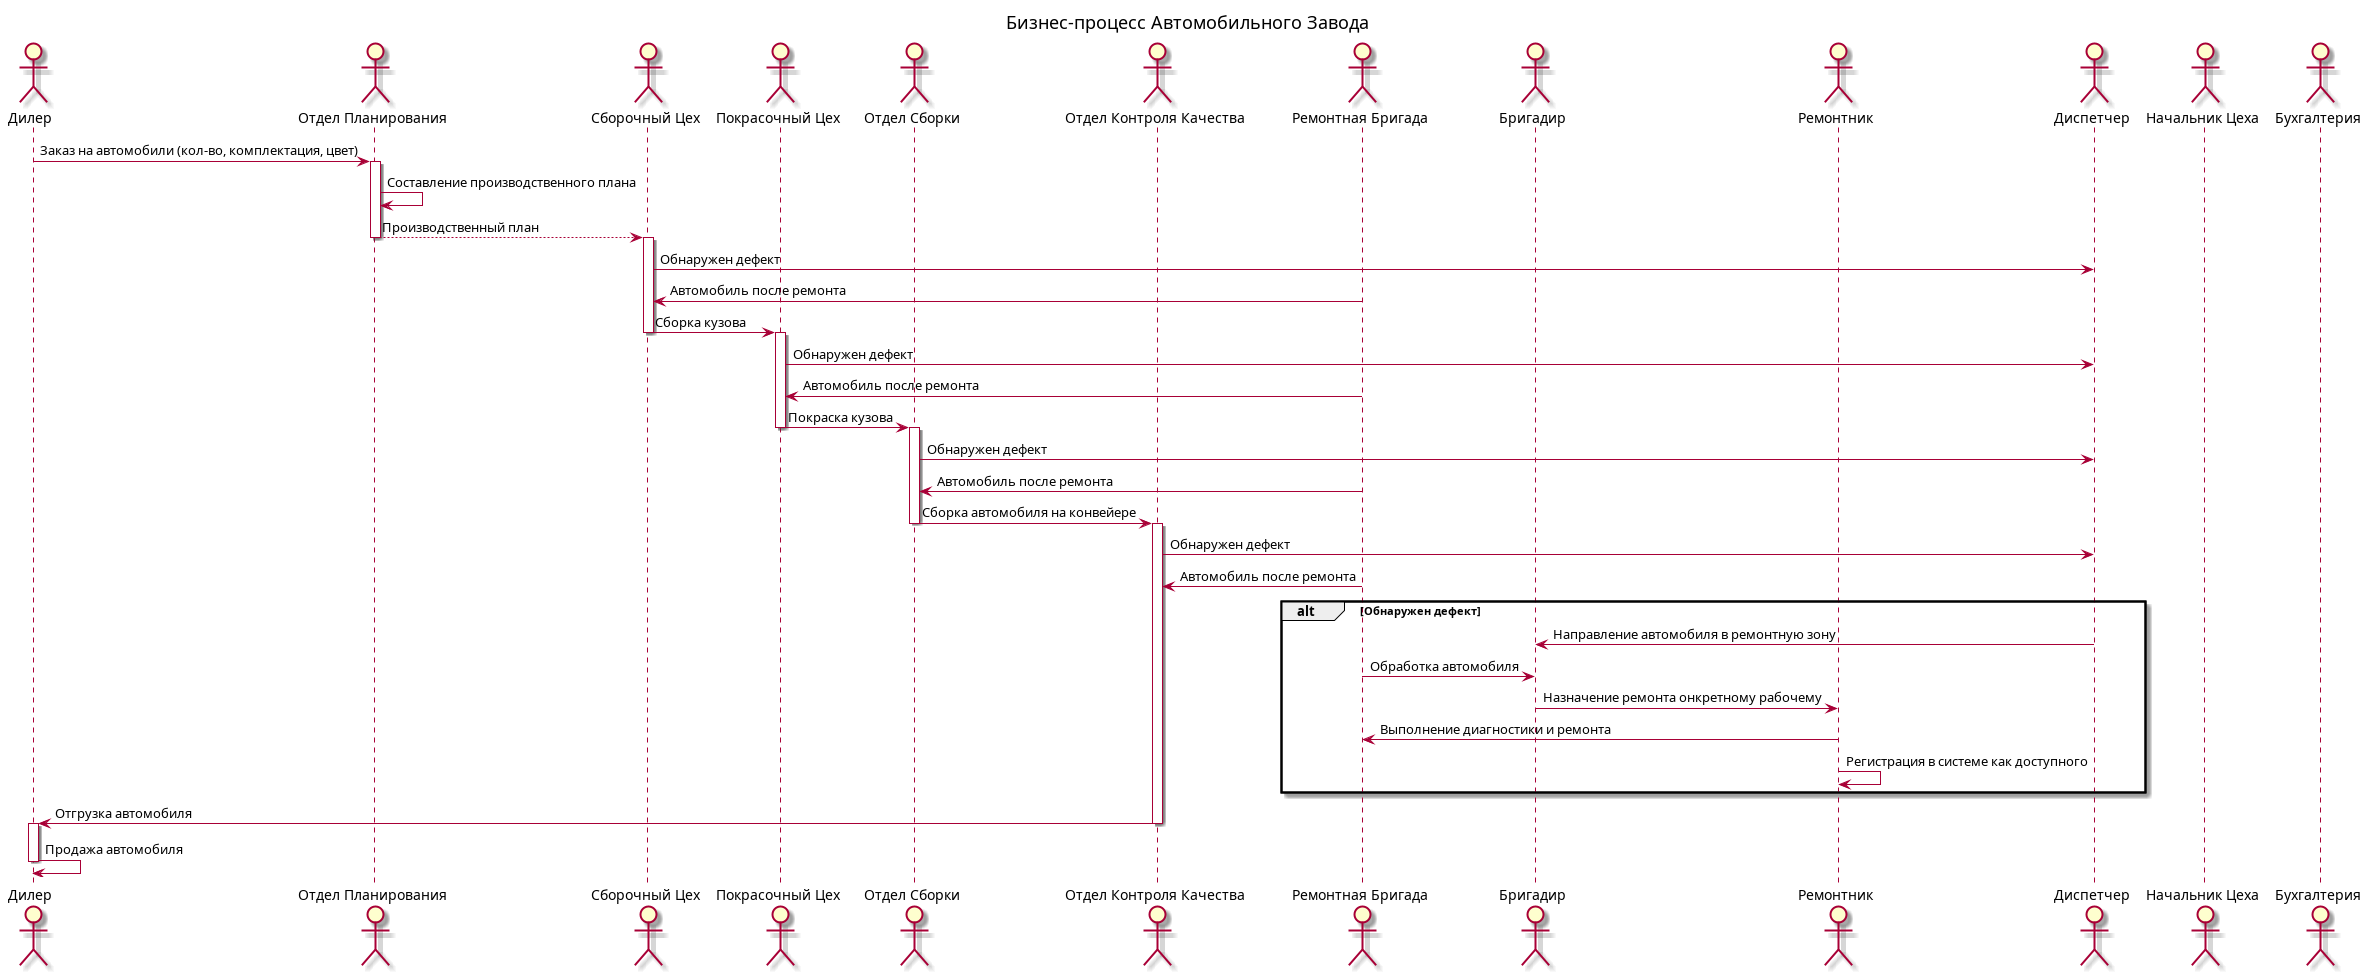 Бизнес-процесс Автомобильного Завода
Дилер
Отдел Планирования
Сборочный Цех
Покрасочный Цех
Отдел Сборки
Отдел Контроля Качества
Ремонтная Бригада
Бригадир
Ремонтник
Диспетчер
Начальник Цеха
Бухгалтерия
Заказ на автомобили (кол-во, комплектация, цвет)
Составление производственного плана
Производственный план
Обнаружен дефект
Автомобиль после ремонта
Сборка кузова
Обнаружен дефект
Автомобиль после ремонта
Покраска кузова
Обнаружен дефект
Автомобиль после ремонта
Сборка автомобиля на конвейере
Обнаружен дефект
Автомобиль после ремонта
alt
[Обнаружен дефект]
Направление автомобиля в ремонтную зону
Обработка автомобиля
Назначение ремонта онкретному рабочему
Выполнение диагностики и ремонта
Регистрация в системе как доступного
Отгрузка автомобиля
Продажа автомобиля
Дилер
Отдел Планирования
Сборочный Цех
Покрасочный Цех
Отдел Сборки
Отдел Контроля Качества
Ремонтная Бригада
Бригадир
Ремонтник
Диспетчер
Начальник Цеха
Бухгалтерия